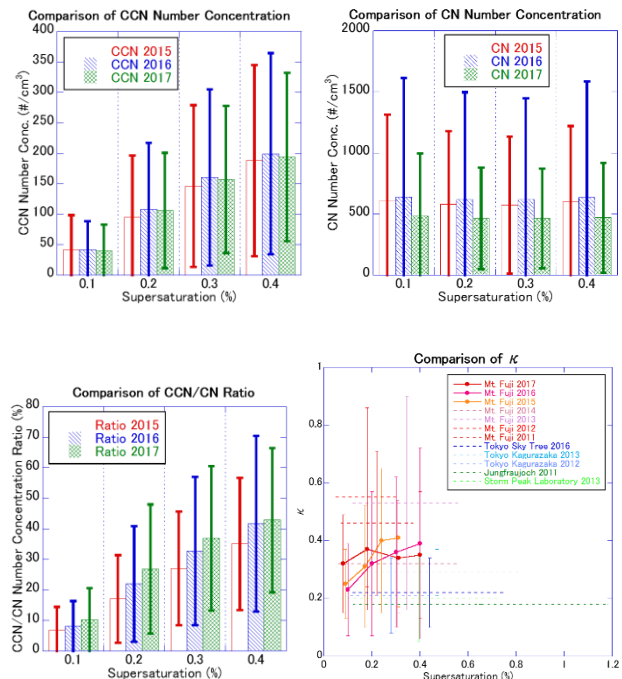 Comparison of CCN Number Concentration
CCN Number Conc. (#/cm³)
400
350
300
250
200
150
100
50
0
CCN 2015
CCN 2016
CCN 2017
0.1 0.2 0.3 0.4
Supersaturation (%)
Comparison of CN Number Concentration
CN Number Conc. (#/cm³)
2000
1500
1000
500
0
CN 2015
CN 2016
CN 2017
0.1 0.2 0.3 0.4
Supersaturation (%)
Comparison of CCN/CN Ratio
CCN/CN Number Concentration Ratio (%)
80
70
60
50
40
30
20
10
0
Ratio 2015
Ratio 2016
Ratio 2017
0.1 0.2 0.3 0.4
Supersaturation (%)
Comparison of κ
κ
1
0.8
0.6
0.4
0.2
0
Mt. Fuji 2017
Mt. Fuji 2016
Mt. Fuji 2015
Mt. Fuji 2014
Mt. Fuji 2013
Mt. Fuji 2012
Mt. Fuji 2011
Tokyo Sky Tree 2016
Tokyo Kagurazaka 2013
Tokyo Kagurazaka 2012
Jungfraujoch 2011
Storm Peak Laboratory 2013
0 0.2 0.4 0.6 0.8 1 1.2
Supersaturation (%)